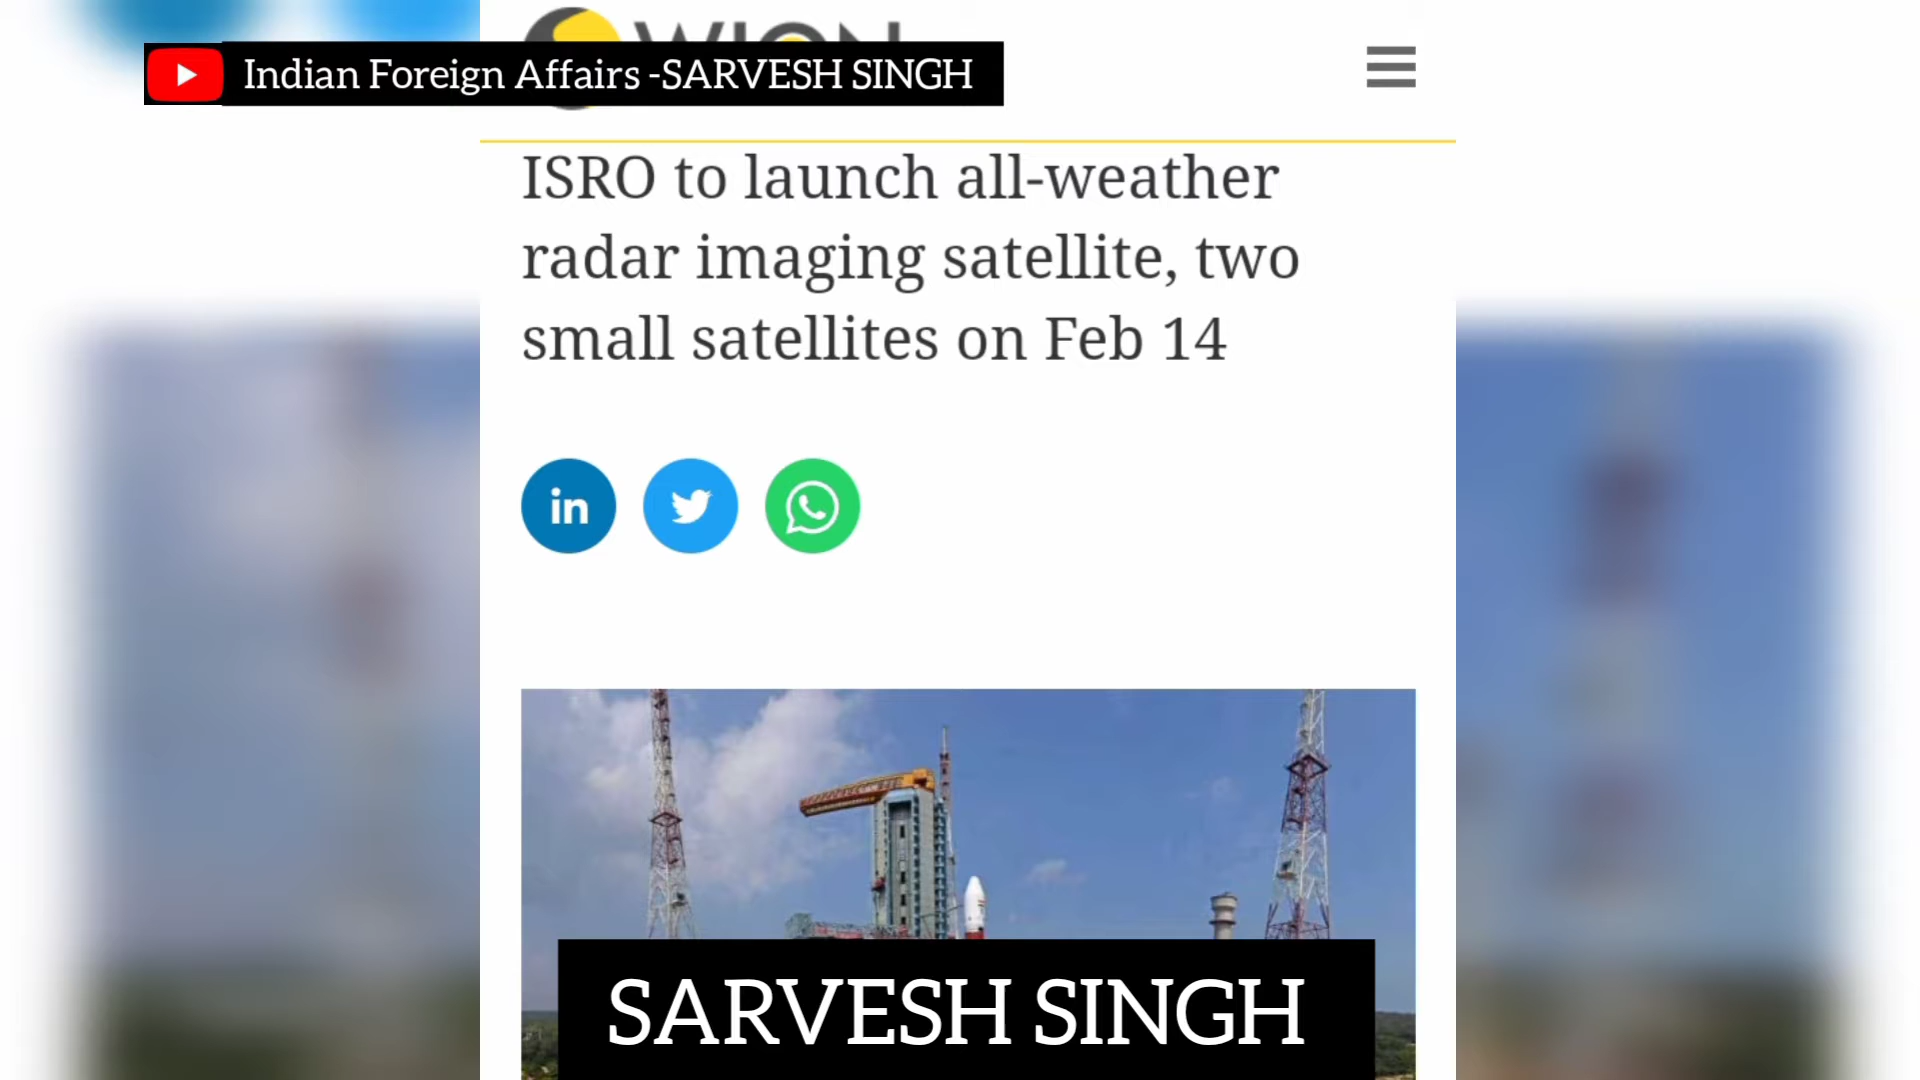 WION
Indian Foreign Affairs -SARVESH SINGH
ISRO to launch all-weather
radar imaging satellite, two
small satellites on Feb 14
in
SARVESH SINGH